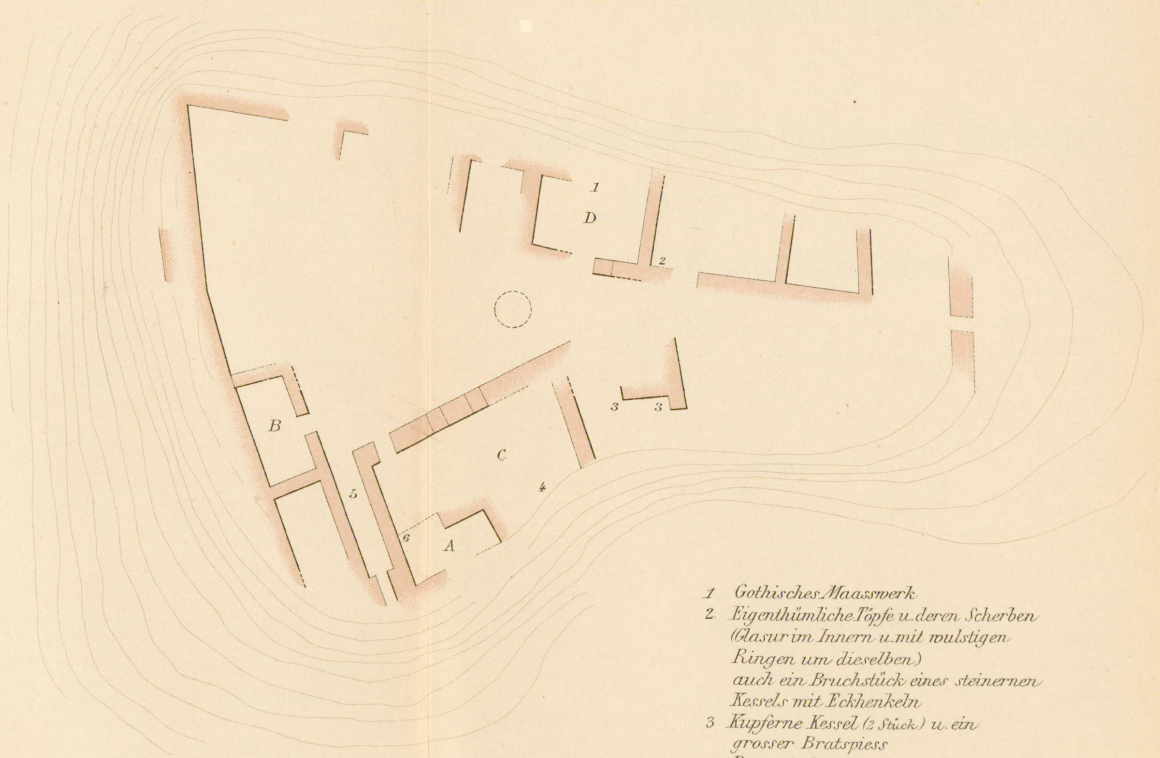 1
D
2
B
3 3
C
5
4
6
A
1 Gothisches Maasswerk
2 Eigenthümliche Töpfe u. deren Scherben
(Glasur im Innern u. mit wulstigen
Ringen um dieselben)
auch ein Bruchstück eines steinernen
Kessels mit Eckhenkeln
3 Kupferne Kessel (2 Stück) u. ein
grosser Bratspiess